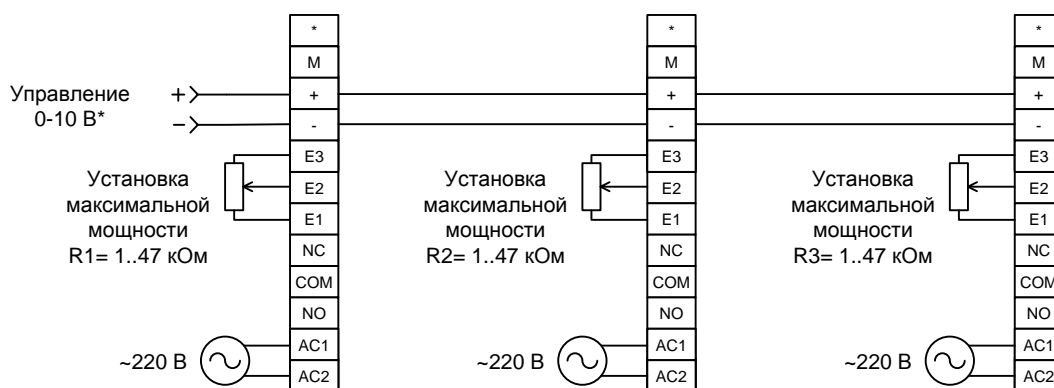 *
M
+
-
E3
E2
E1
NC
COM
NO
AC1
AC2
Управление
0-10 В*
+
−
Установка
максимальной
мощности
R1= 1..47 кОм
~220 В
*
M
+
-
E3
E2
E1
NC
COM
NO
AC1
AC2
Установка
максимальной
мощности
R2= 1..47 кОм
~220 В
*
M
+
-
E3
E2
E1
NC
COM
NO
AC1
AC2
Установка
максимальной
мощности
R3= 1..47 кОм
~220 В